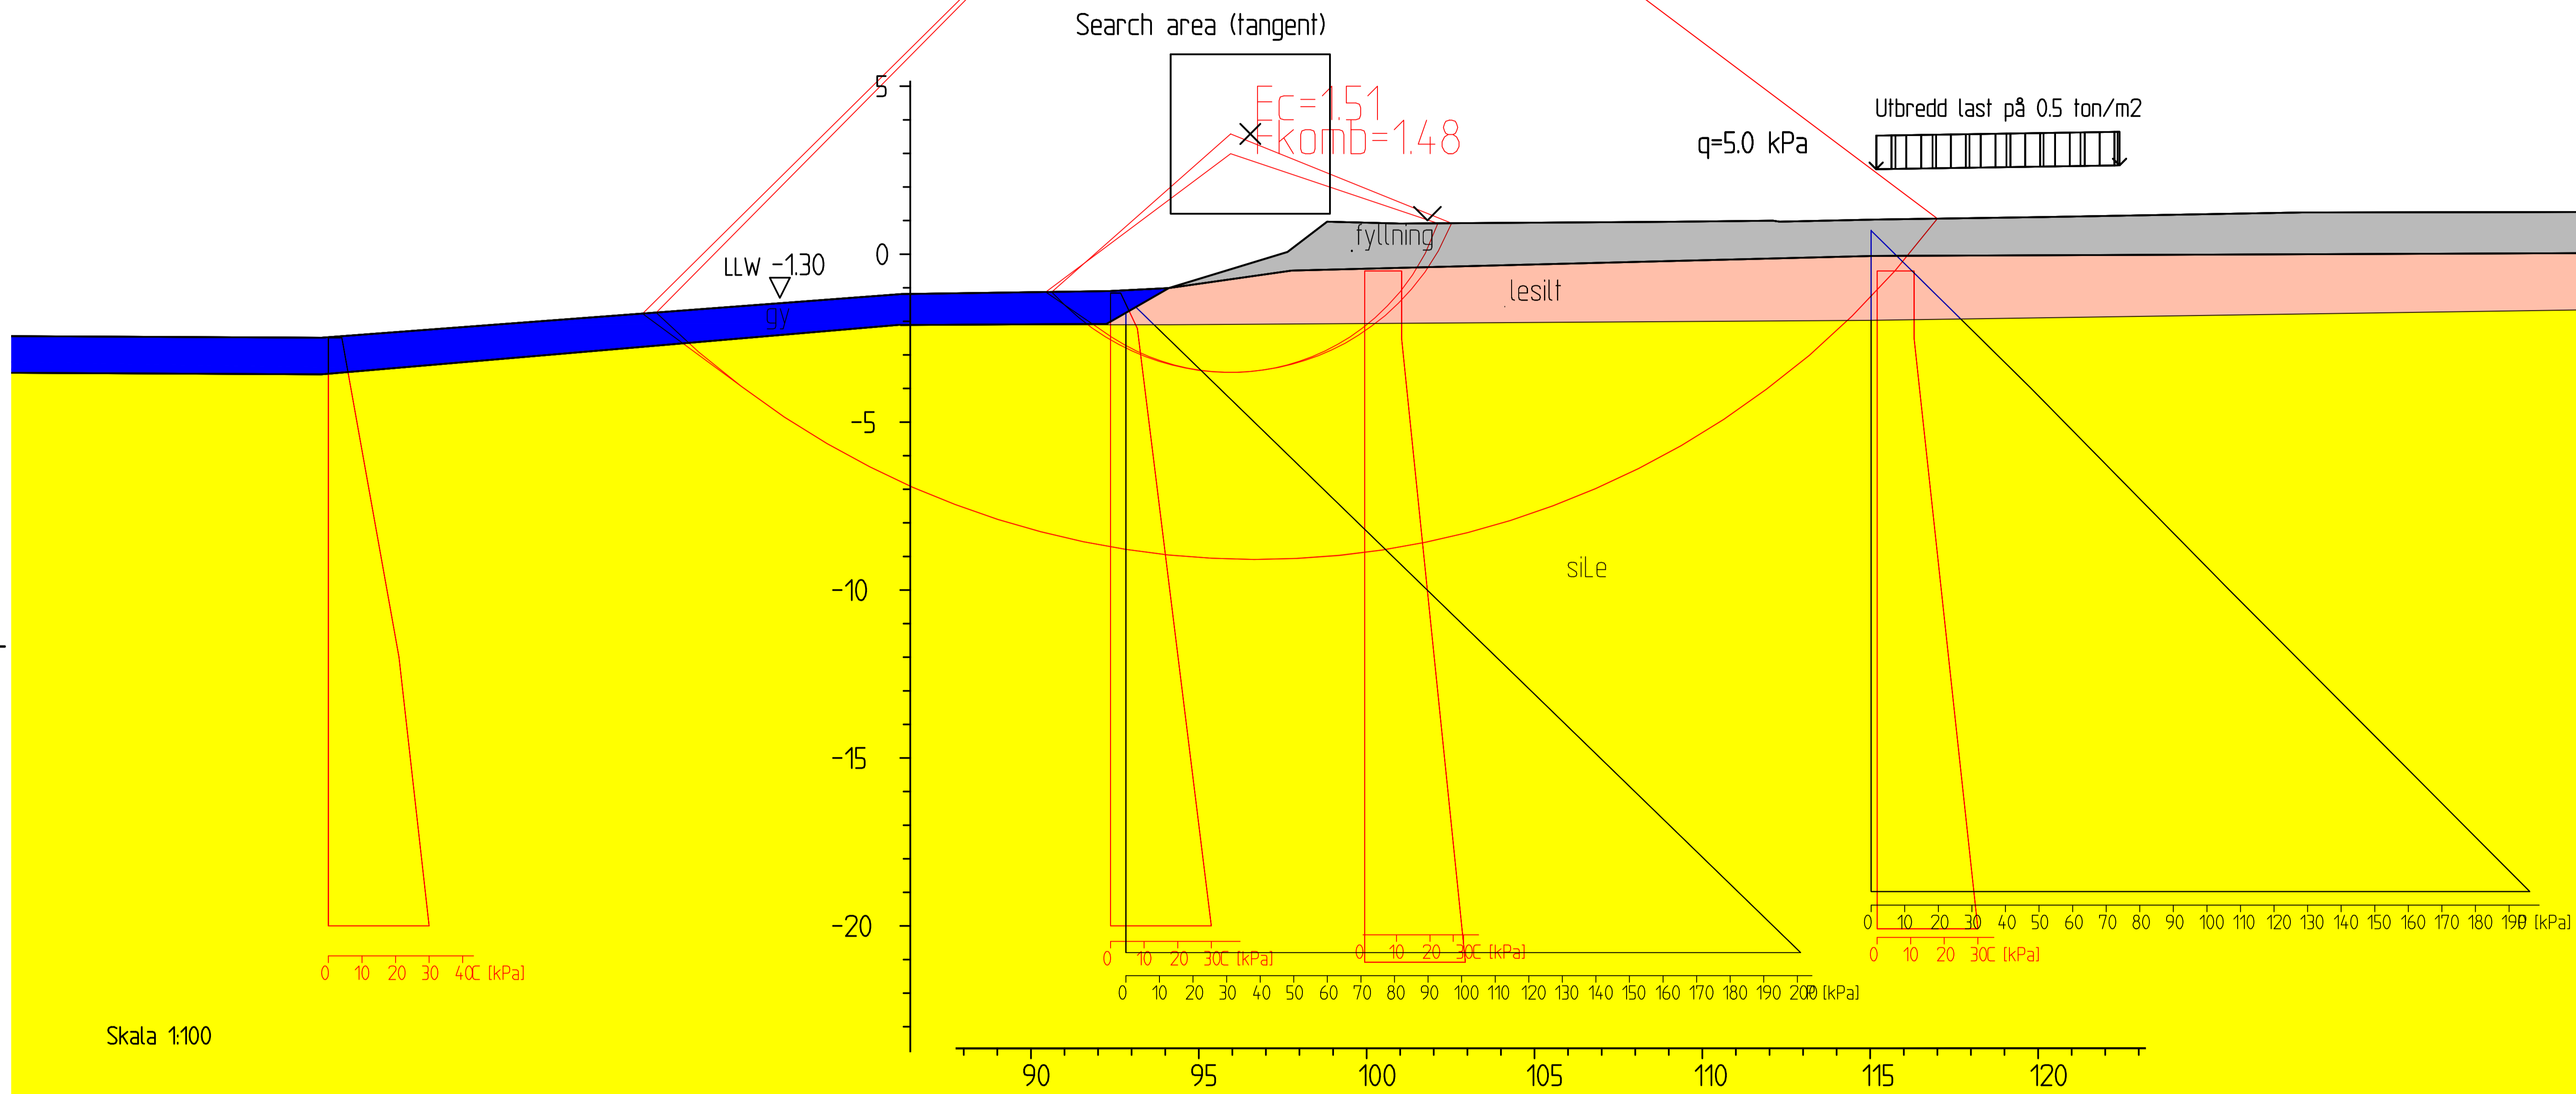 Search area (tangent)
5
Fc=1.51
Fkomb=1.48
Utbredd last på 0.5 ton/m2
q=5.0 kPa
fyllning
0
LLW -1.30
lesilt
gy
-5
siLe
-10
-15
-20
0 10 20 30 40 C [kPa]
0 10 20 30 C [kPa]
0 10 20 30 C [kPa]
0 10 20 30 40 50 60 70 80 90 100 110 120 130 140 150 160 170 180 190 P [kPa]
0 10 20 30 C [kPa]
0 10 20 30 40 50 60 70 80 90 100 110 120 130 140 150 160 170 180 190 200 P [kPa]
Skala 1:100
90 95 100 105 110 115 120